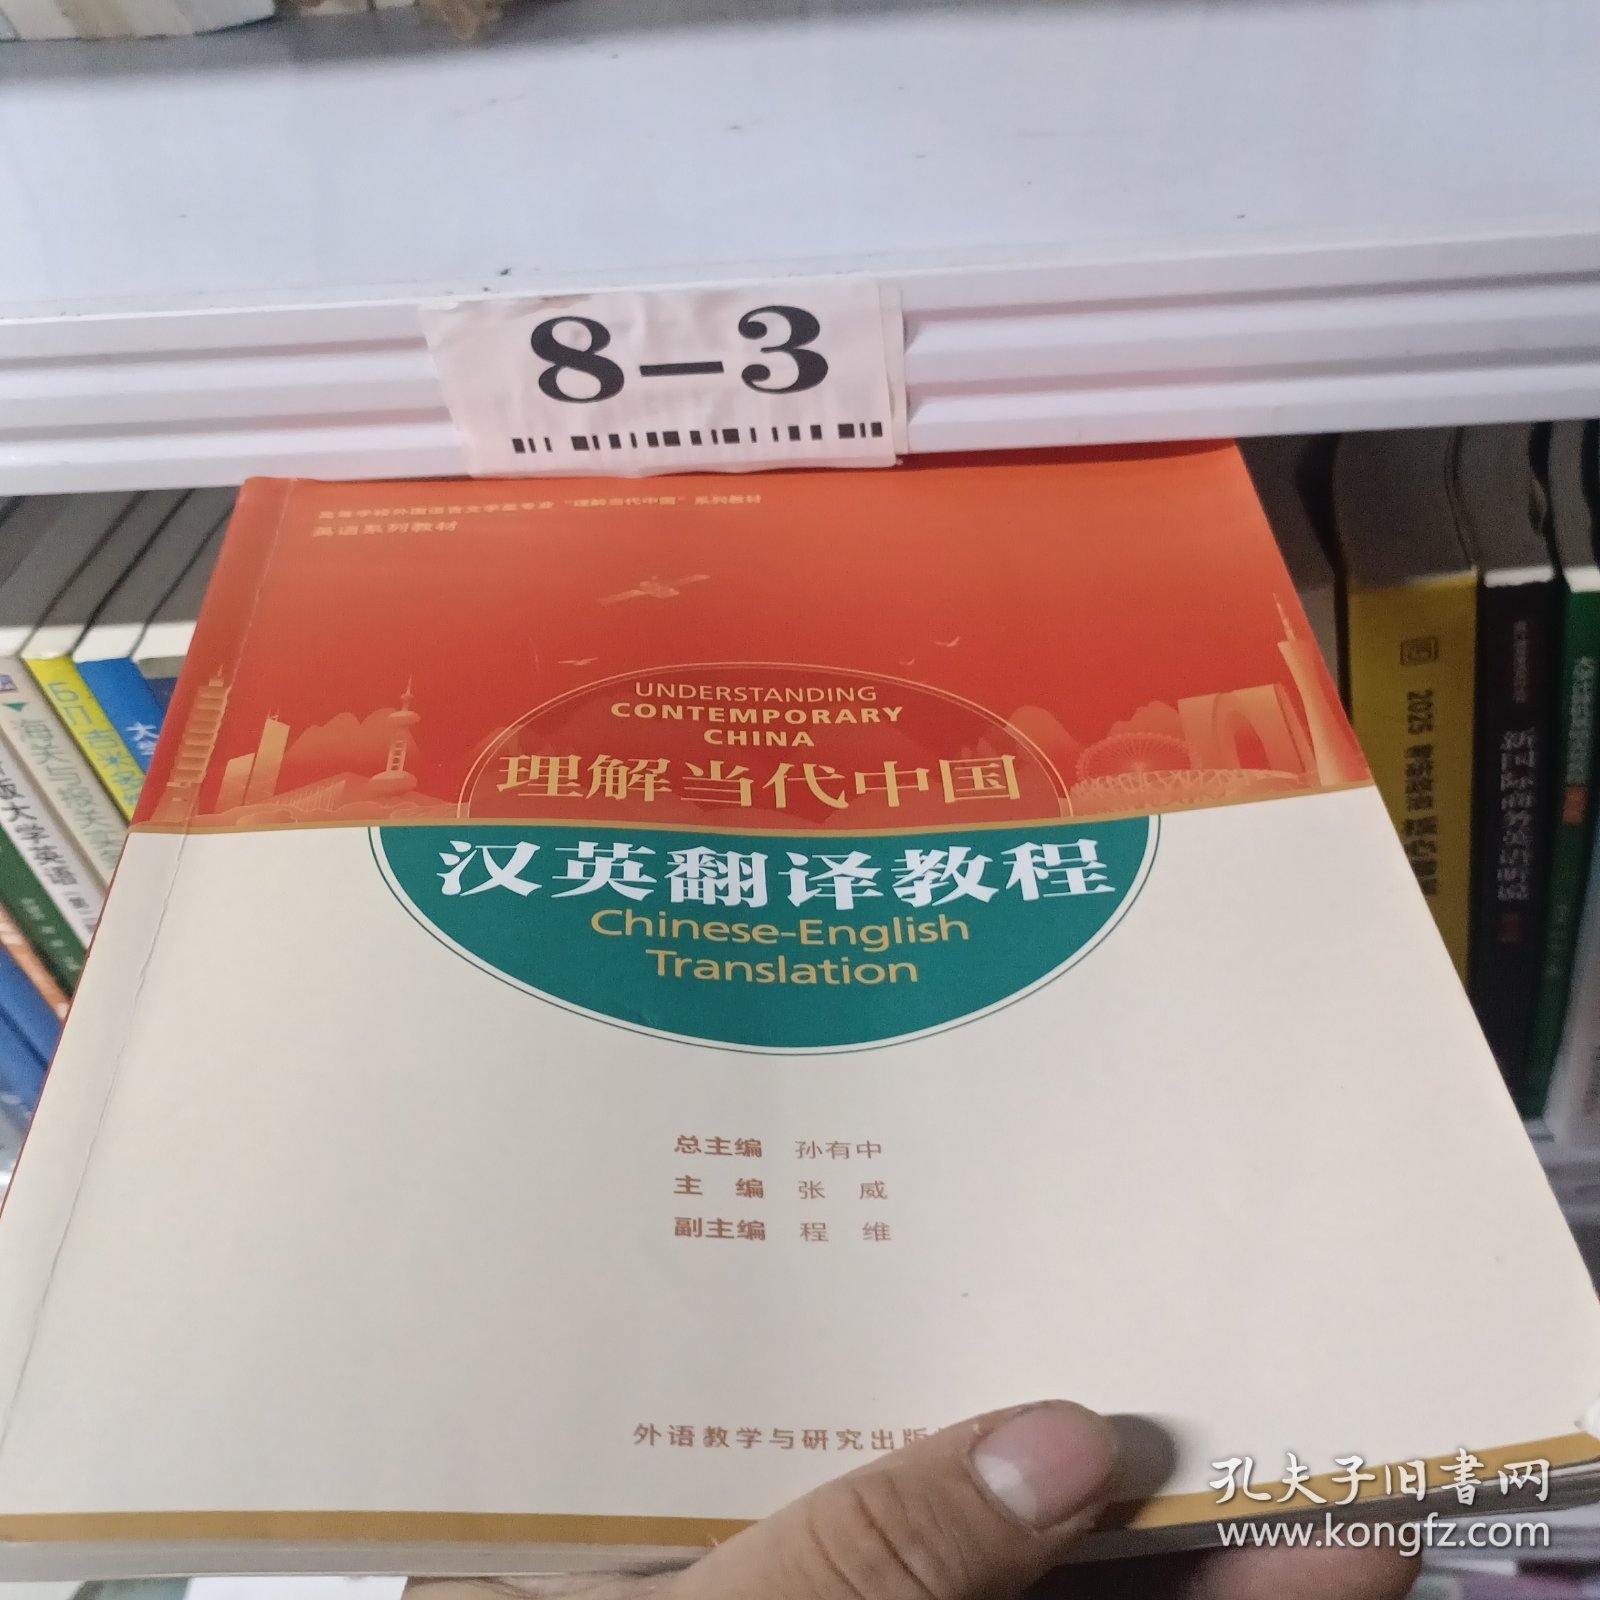 8-3
高等学校外国语言文学类专业“理解当代中国”系列教材
英语系列教材
UNDERSTANDING
CONTEMPORARY
CHINA
理解当代中国
汉英翻译教程
Chinese-English
Translation
总主编 孙有中
主 编 张 威
副主编 程 维
外语教学与研究出版
2025
新国际商务英语听说
孔夫子旧书网
www.kongfz.com